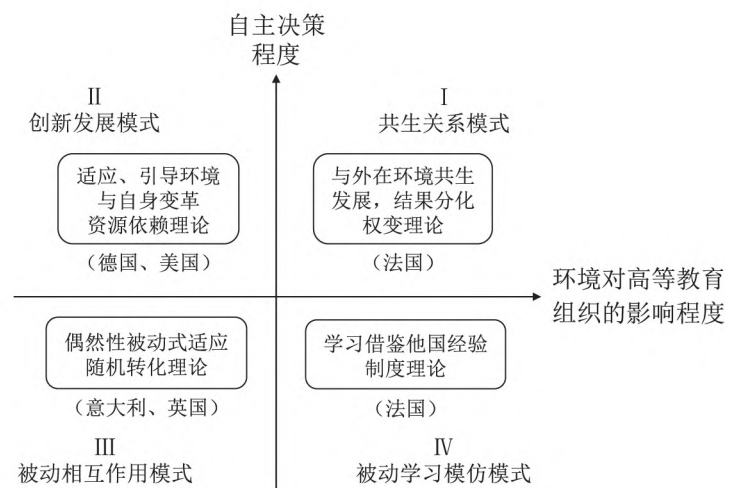 自主决策
程度
Ⅱ
创新发展模式
Ⅰ
共生关系模式
适应、引导环境
与自身变革
资源依赖理论
（德国、美国）
与外在环境共生
发展，结果分化
权变理论
（法国）
环境对高等教育
组织的影响程度
偶然性被动式适应
随机转化理论
（意大利、英国）
Ⅲ
被动相互作用模式
学习借鉴他国经验
制度理论
（法国）
Ⅳ
被动学习模仿模式